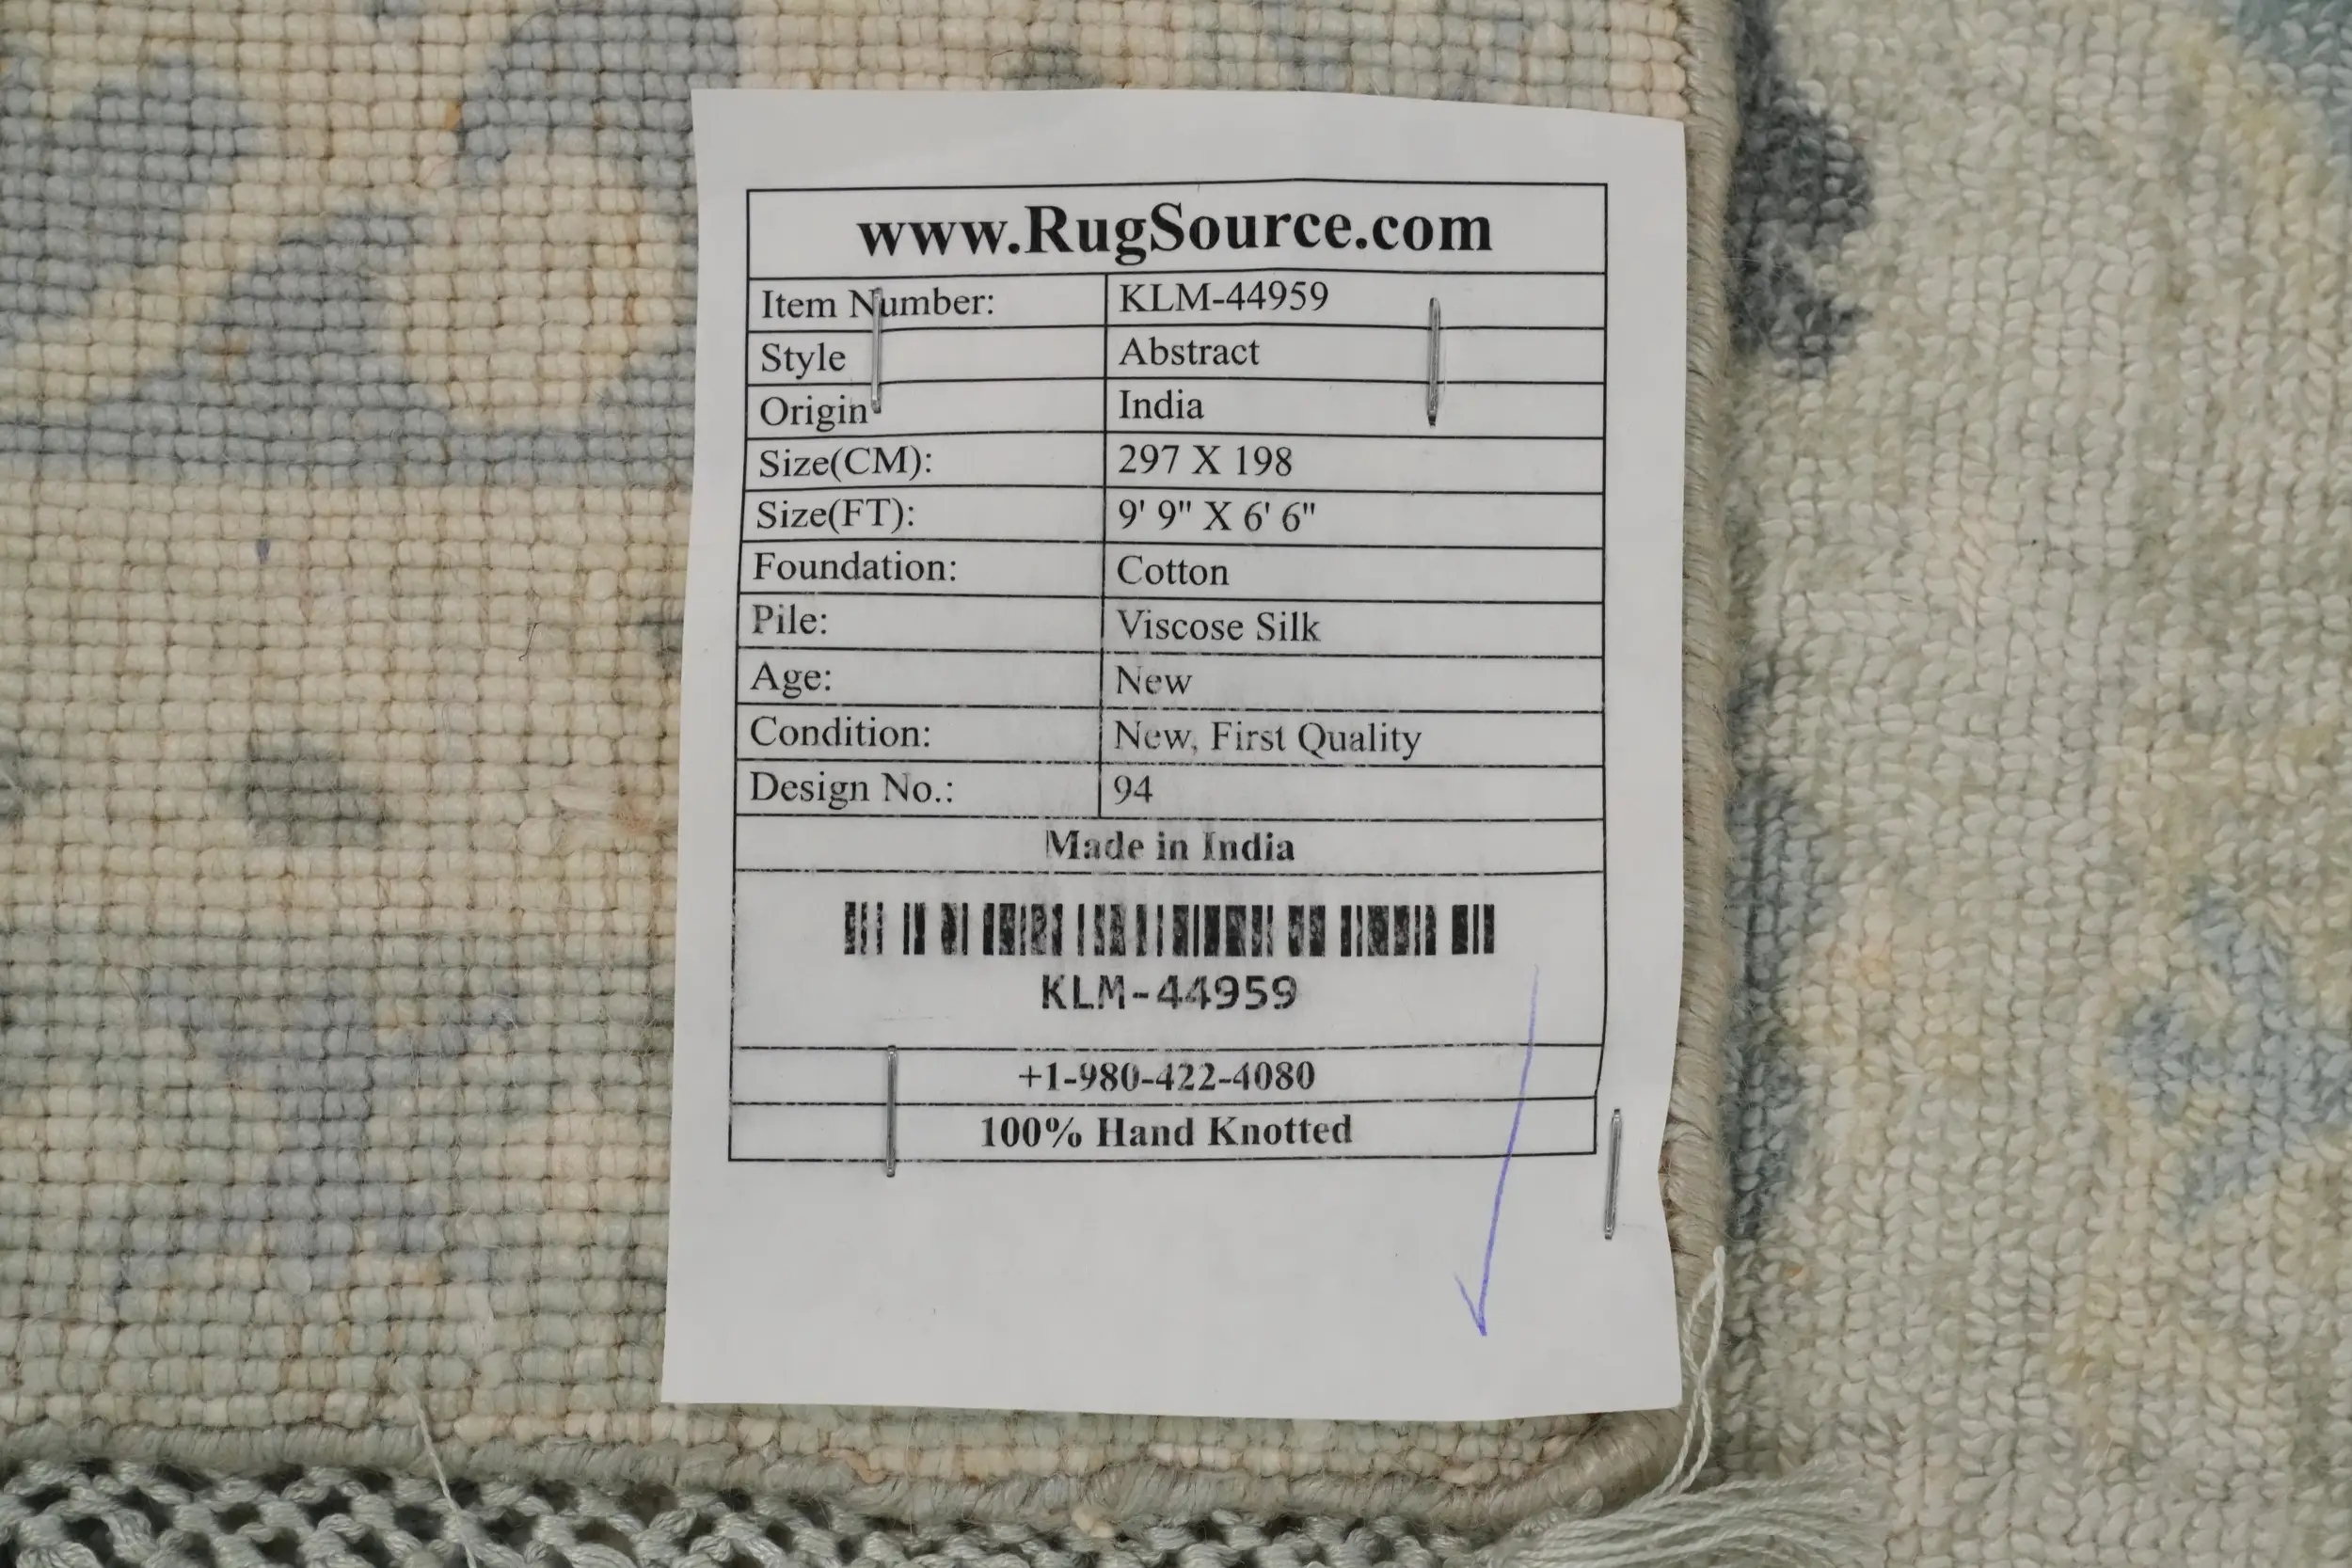 www.RugSource.com
Item Number: KLM-44959
Style Abstract
Origin India
Size(CM): 297 X 198
Size(FT): 9' 9" X 6' 6"
Foundation: Cotton
Pile: Viscose Silk
Age: New
Condition: New, First Quality
Design No.: 94
Made in India
KLM-44959
+1-980-422-4080
100% Hand Knotted